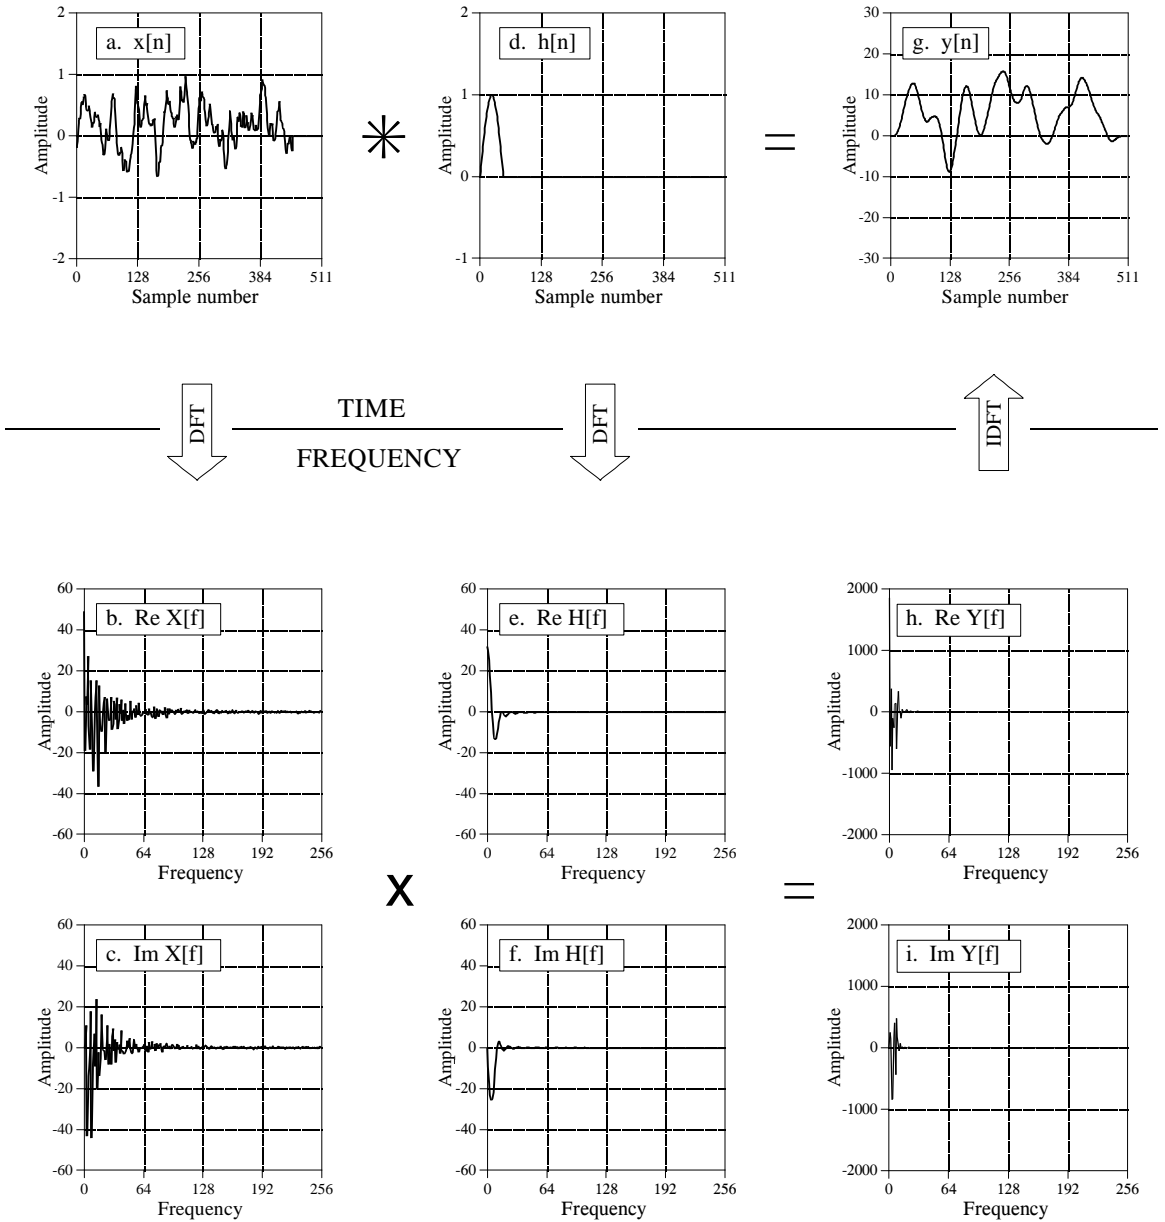 a. x[n]
2
1
0
-1
-2
Amplitude
0 128 256 384 511
Sample number
d. h[n]
2
1
0
-1
Amplitude
0 128 256 384 511
Sample number
=
g. y[n]
30
20
10
0
-10
-20
-30
Amplitude
0 128 256 384 511
Sample number
DFT
TIME
FREQUENCY
DFT
IDFT
b. Re X[f]
60
40
20
0
-20
-40
-60
Amplitude
0 64 128 192 256
Frequency
e. Re H[f]
60
40
20
0
-20
-40
-60
Amplitude
0 64 128 192 256
Frequency
h. Re Y[f]
2000
1000
0
-1000
-2000
Amplitude
0 64 128 192 256
Frequency
X
=
c. Im X[f]
60
40
20
0
-20
-40
-60
Amplitude
0 64 128 192 256
Frequency
f. Im H[f]
60
40
20
0
-20
-40
-60
Amplitude
0 64 128 192 256
Frequency
i. Im Y[f]
2000
1000
0
-1000
-2000
Amplitude
0 64 128 192 256
Frequency